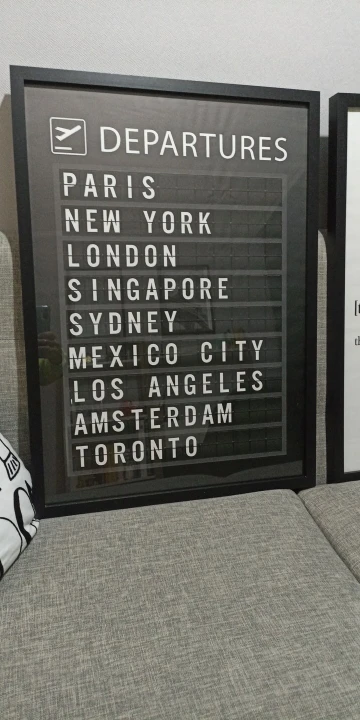 DEPARTURES
PARIS
NEW YORK
LONDON
SINGAPORE
SYDNEY
MEXICO CITY
LOS ANGELES
AMSTERDAM
TORONTO